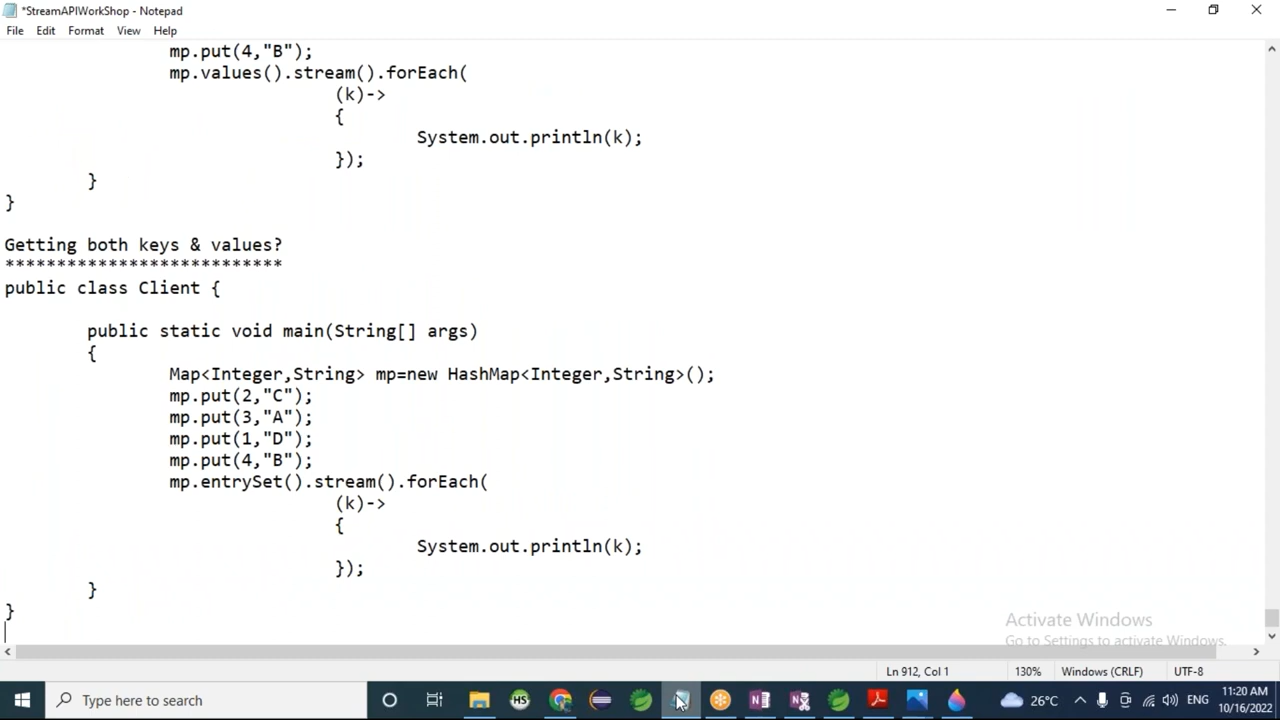 *StreamAPIWorkShop - Notepad
File Edit Format View Help
mp.put(4,"B");
mp.values().stream().forEach(
(k)->
{
System.out.println(k);
});
}
}
Getting both keys & values?
***************************
public class Client {
public static void main(String[] args)
{
Map<Integer,String> mp=new HashMap<Integer,String>();
mp.put(2,"C");
mp.put(3,"A");
mp.put(1,"D");
mp.put(4,"B");
mp.entrySet().stream().forEach(
(k)->
{
System.out.println(k);
});
}
}
Activate Windows
Go to Settings to activate Windows.
Ln 912, Col 1 130% Windows (CRLF) UTF-8
Type here to search
HS
26°C
ENG
11:20 AM
10/16/2022